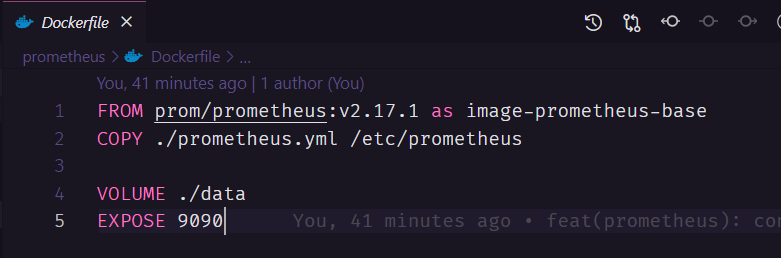 Dockerfile
prometheus > Dockerfile > ...
You, 41 minutes ago | 1 author (You)
1 FROM prom/prometheus:v2.17.1 as image-prometheus-base
2 COPY ./prometheus.yml /etc/prometheus
3
4 VOLUME ./data
5 EXPOSE 9090 You, 41 minutes ago • feat(prometheus):